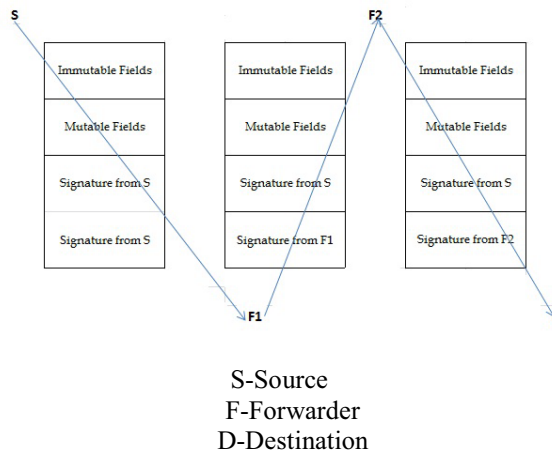 S
F2
Immutable Fields
Mutable Fields
Signature from S
Signature from S
Immutable Fields
Mutable Fields
Signature from S
Signature from F1
Immutable Fields
Mutable Fields
Signature from S
Signature from F2
F1
S-Source
F-Forwarder
D-Destination